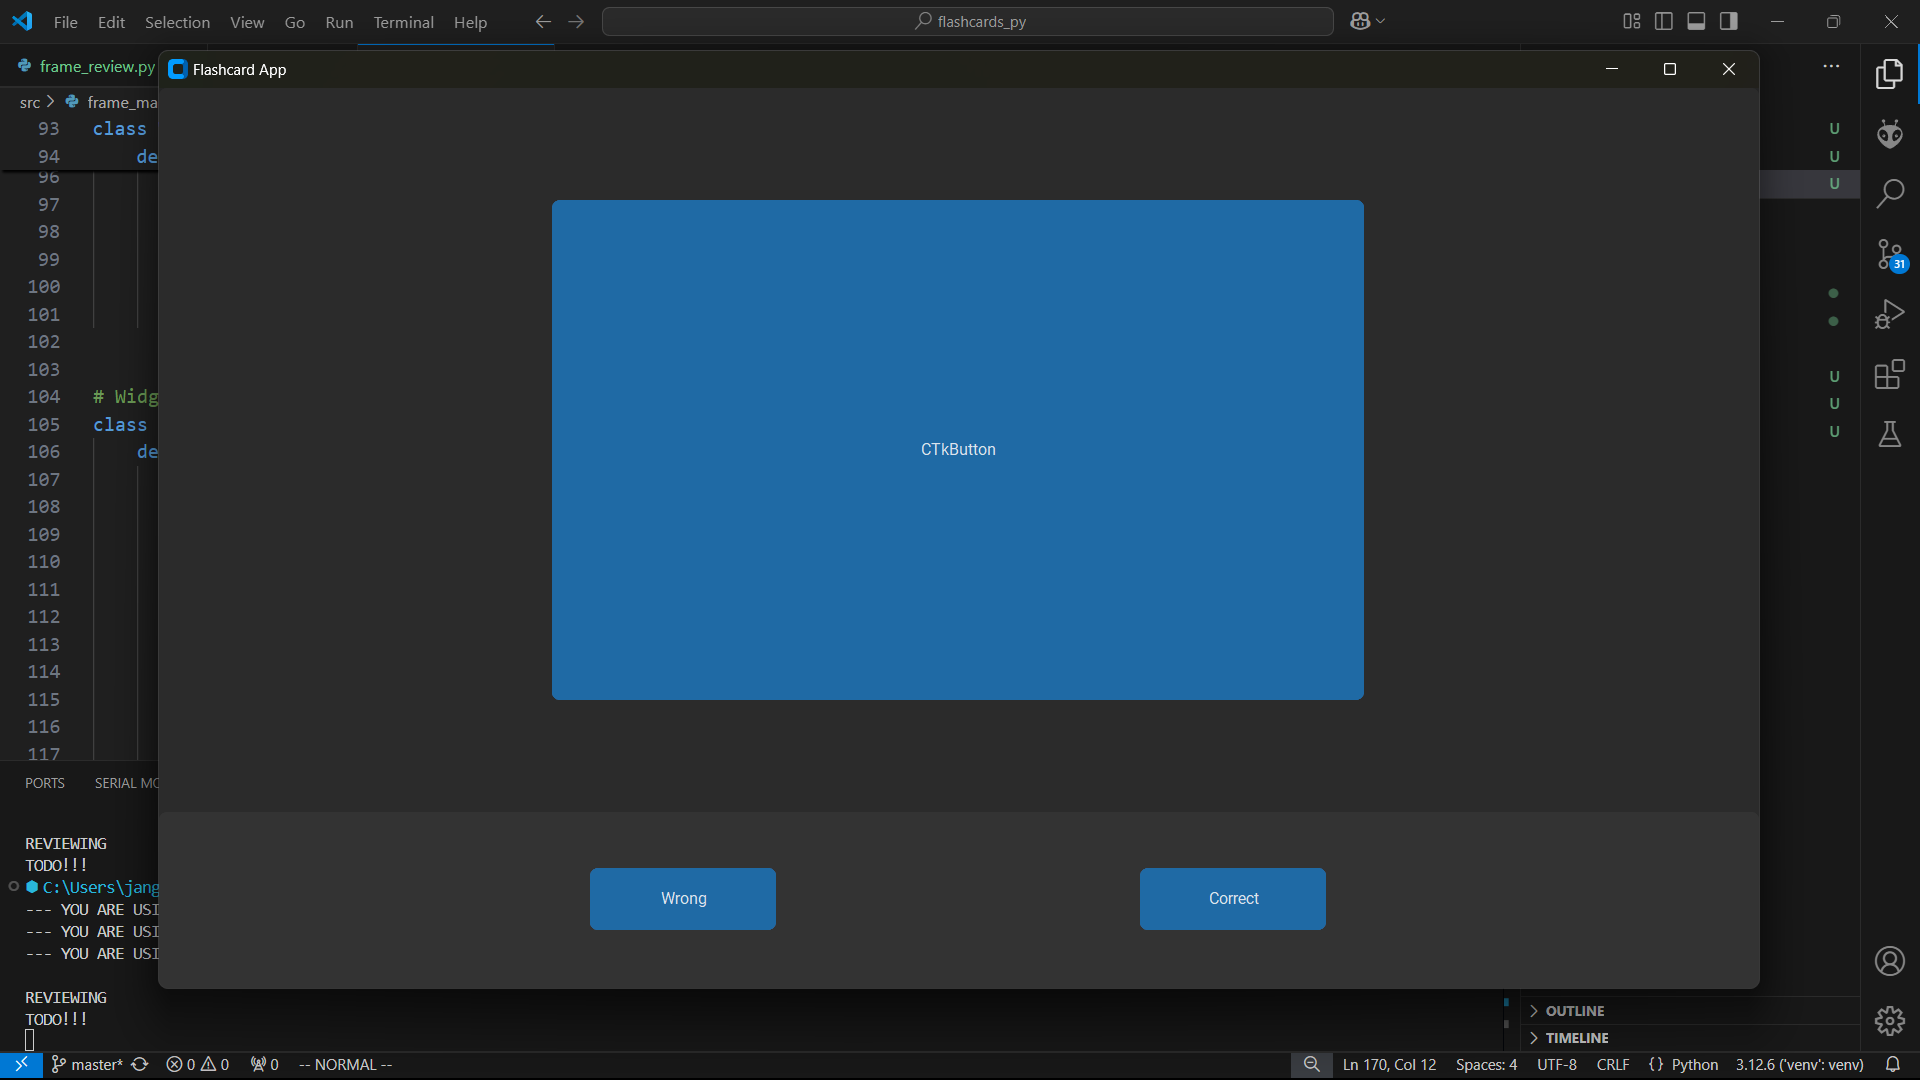 File Edit Selection View Go Run Terminal Help flashcards_py
frame_review.py
Flashcard App
src > frame_ma
93 class
94 de
96
97
98
99
100
101
102
103
104 # Widg
105 class
106 de
107
108
109
110
111
112
113
114
115
116
117
U
U
U
31
U
U
U
CTkButton
Wrong
Correct
PORTS SERIAL MO
REVIEWING
TODO!!!
C:\Users\jang
--- YOU ARE USI
--- YOU ARE USI
--- YOU ARE USI
REVIEWING
TODO!!!
OUTLINE
TIMELINE
master* 0 0 0 -- NORMAL -- Ln 170, Col 12 Spaces: 4 UTF-8 CRLF {} Python 3.12.6 ('venv': venv)